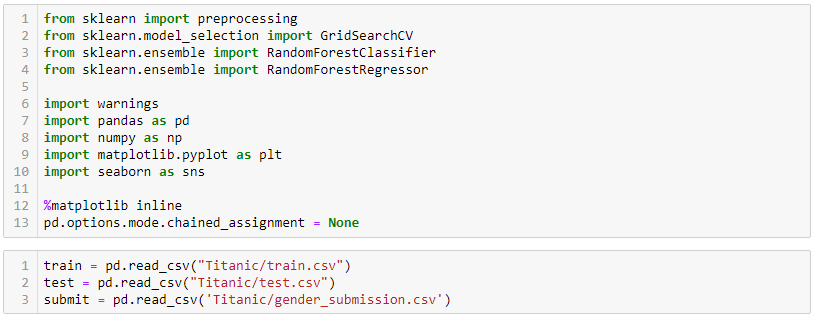 1 from sklearn import preprocessing
2 from sklearn.model_selection import GridSearchCV
3 from sklearn.ensemble import RandomForestClassifier
4 from sklearn.ensemble import RandomForestRegressor
5
6 import warnings
7 import pandas as pd
8 import numpy as np
9 import matplotlib.pyplot as plt
10 import seaborn as sns
11
12 %matplotlib inline
13 pd.options.mode.chained_assignment = None
1 train = pd.read_csv("Titanic/train.csv")
2 test = pd.read_csv("Titanic/test.csv")
3 submit = pd.read_csv('Titanic/gender_submission.csv')